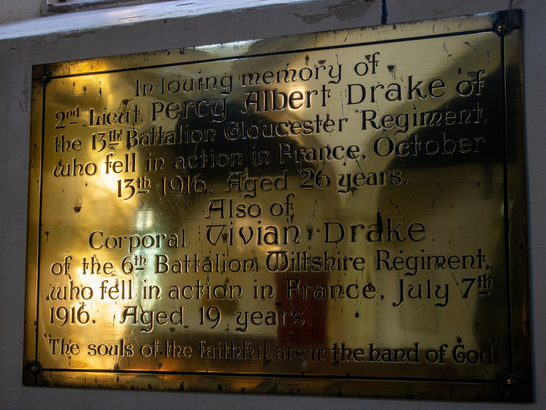 In loving memory of
2nd Lieut. Percy Albert Drake of
the 13th Battalion Gloucester Regiment,
who fell in action in France, October
13th 1916. Aged 26 years.
Also of
Corporal Vivian Drake
of the 6th Battalion Wiltshire Regiment,
who fell in action in France, July 7th
1916. Aged 19 years.
"The souls of the faithful, are in the hand of God"